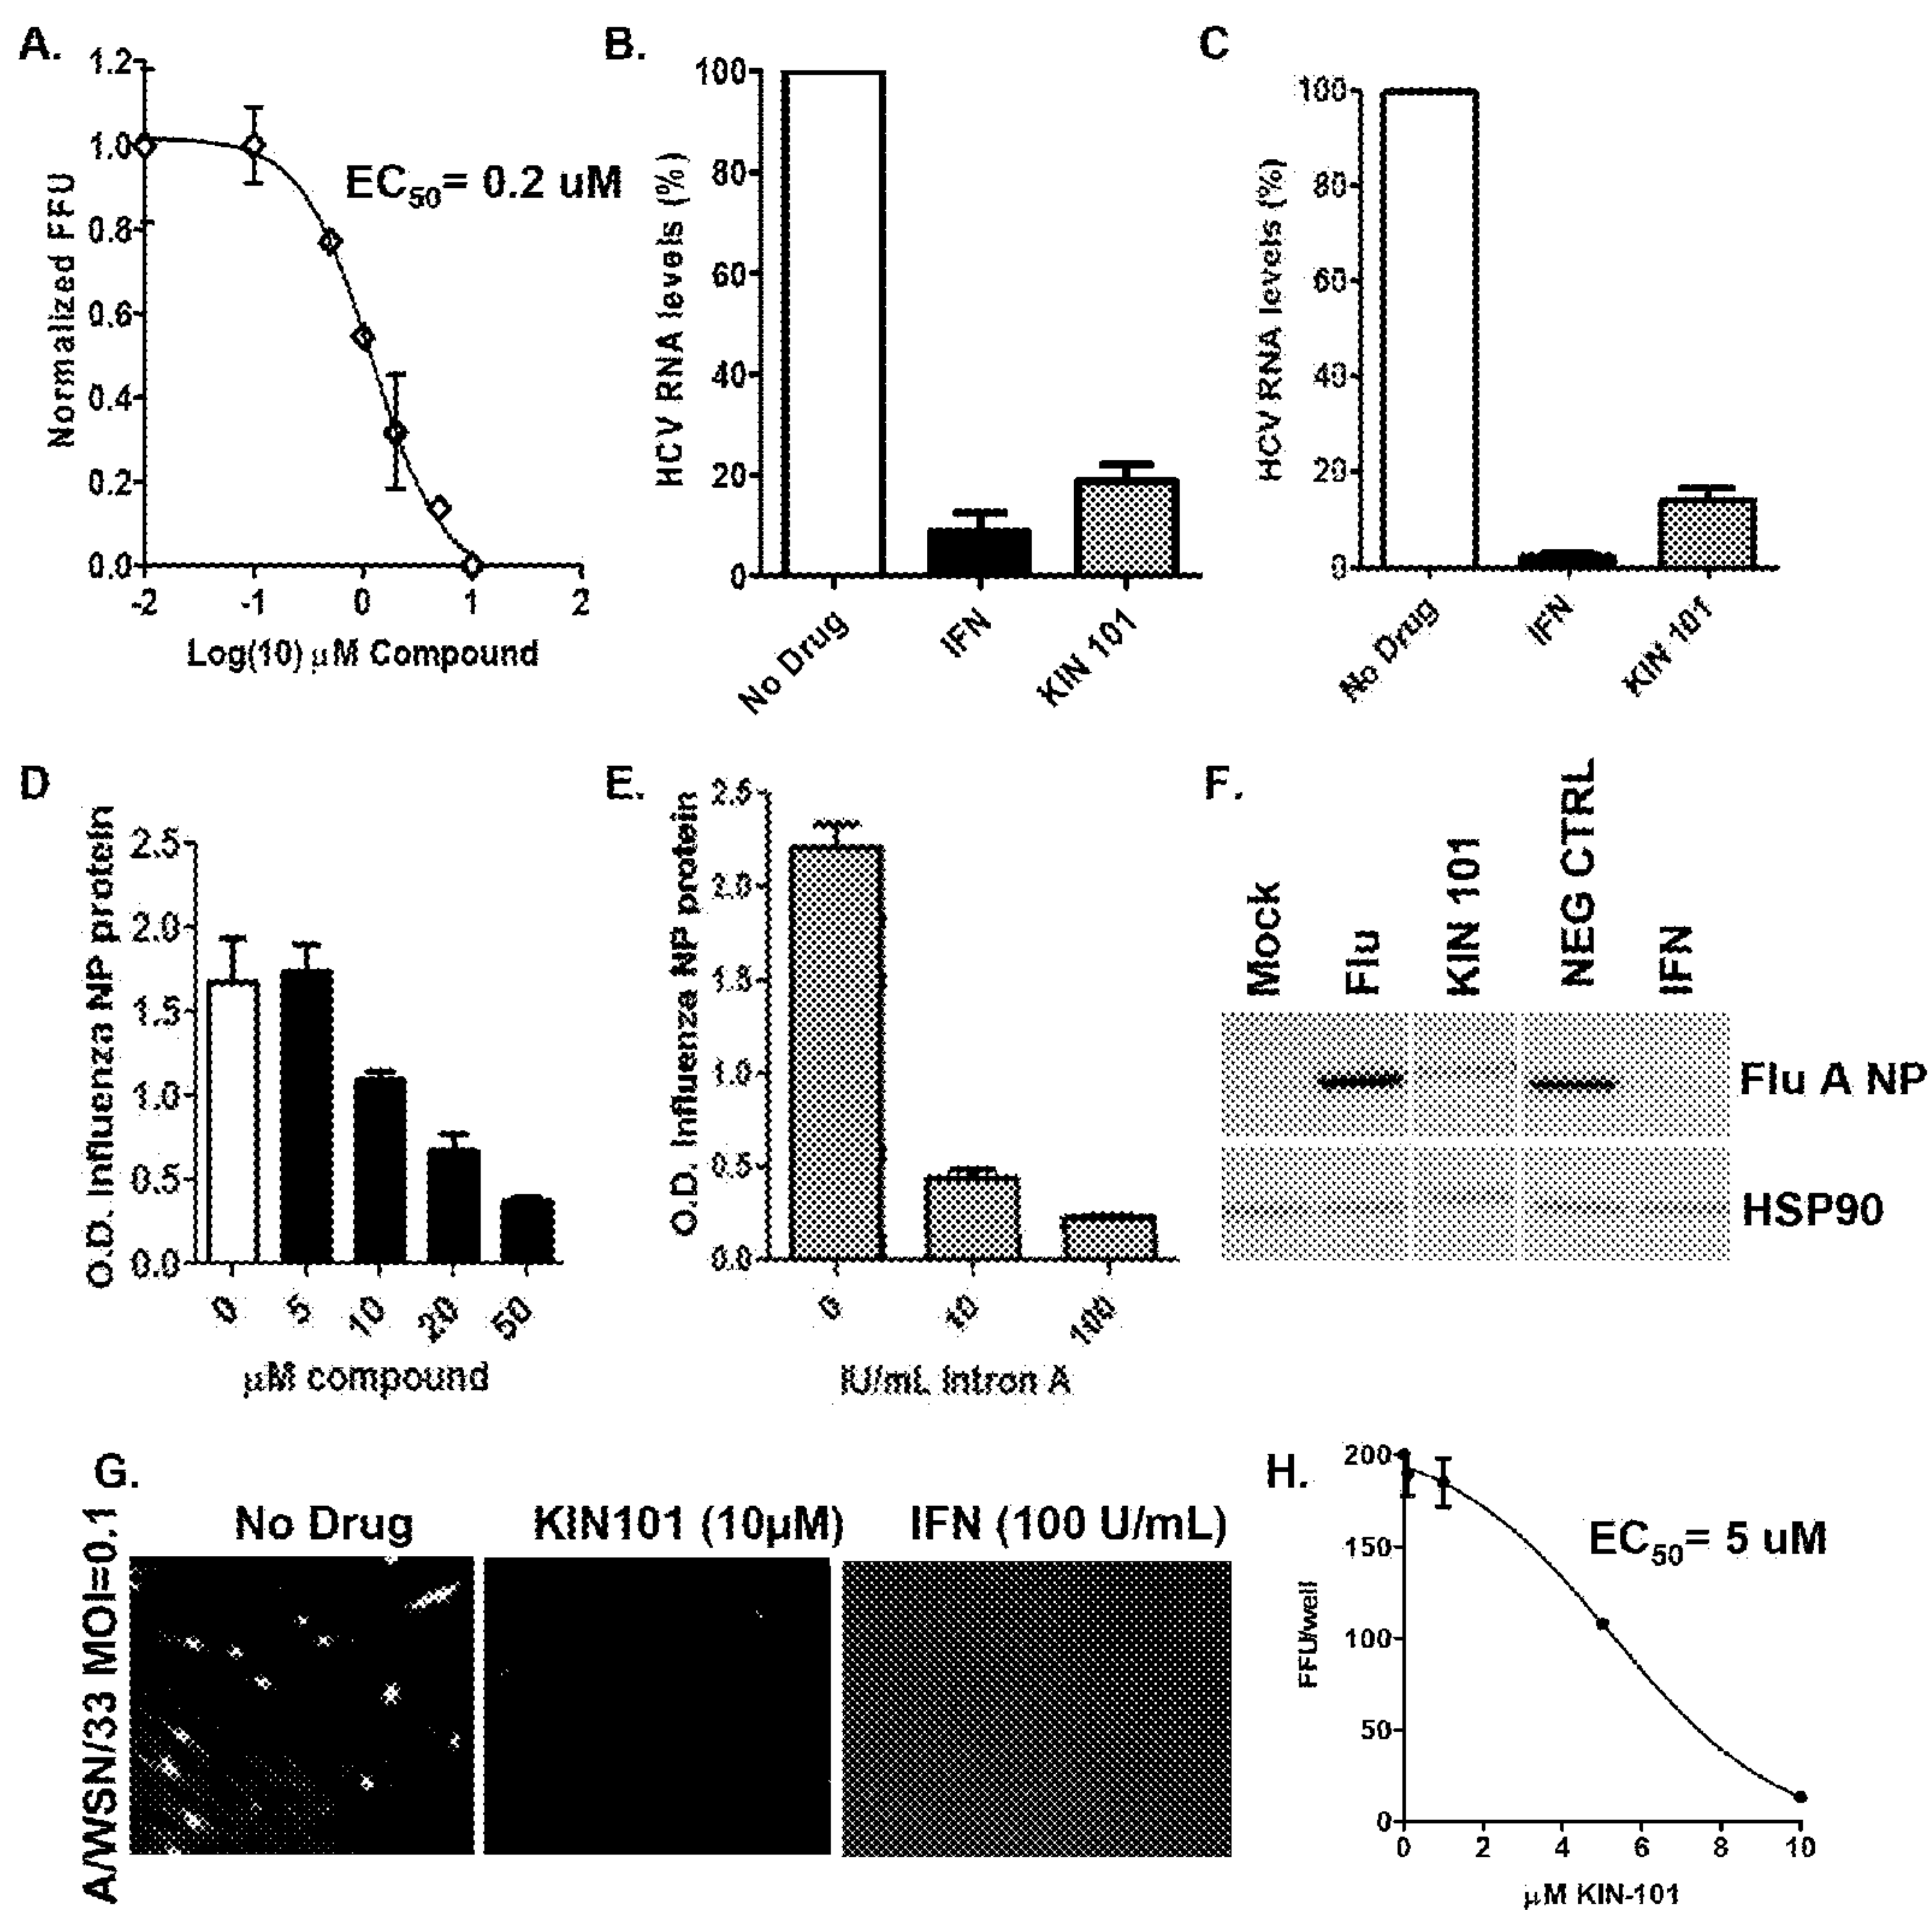 A.
1.2
1.0
0.8
0.6
0.4
0.2
0.0
Normalized FFU
EC50= 0.2 uM
-2 -1 0 1 2
Log(10) μM Compound
B.
100
80
60
40
20
0
HCV RNA levels (%)
No Drug IFN KIN 101
C
100
80
60
40
20
0
HCV RNA levels (%)
No Drug IFN KIN 101
D
2.5
2.0
1.5
1.0
0.5
0.0
O.D. Influenza NP protein
0 5 10 20 50
μM compound
E.
2.5
2.0
1.5
1.0
0.5
0.0
O.D. Influenza NP protein
0 10 100
IU/mL Intron A
F.
Mock Flu KIN 101 NEG CTRL IFN
Flu A NP
HSP90
G.
A/WSN/33 MOI=0.1
No Drug KIN101 (10μM) IFN (100 U/mL)
H.
200
150
100
50
0
FFU/well
EC50= 5 uM
0 2 4 6 8 10
μM KIN-101